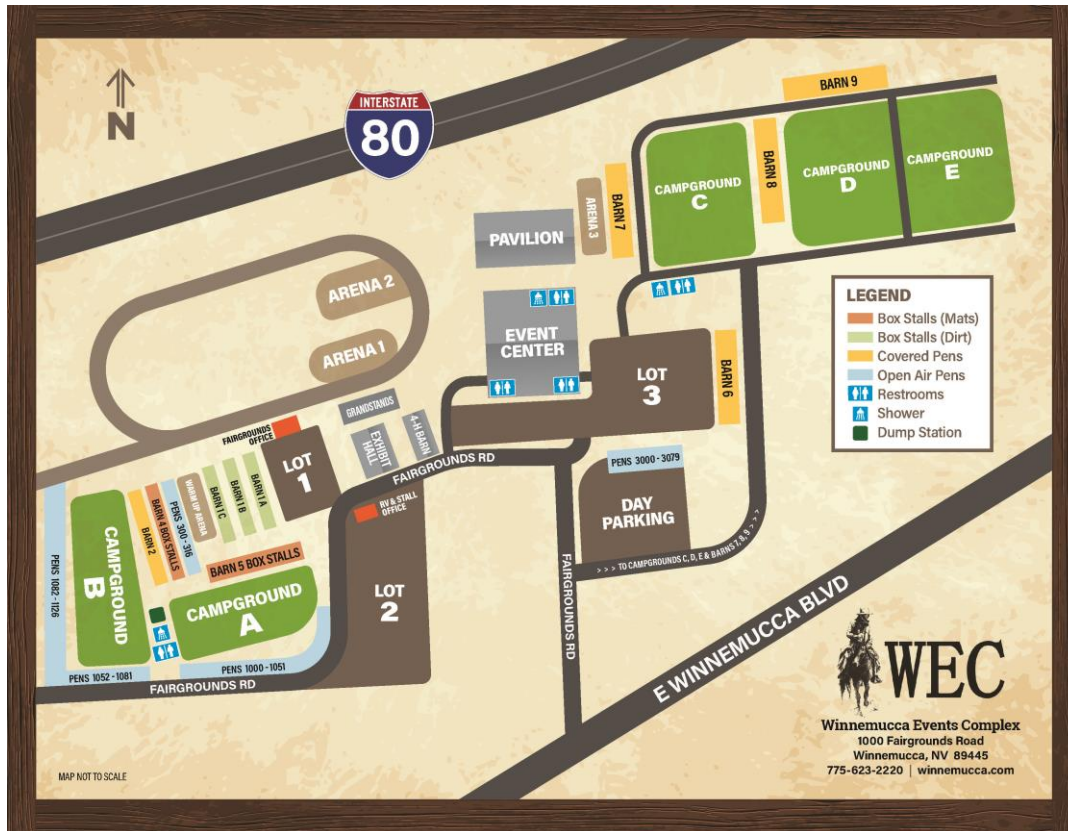 N
INTERSTATE
80
BARN 9
CAMPGROUND
C
BARN 8
CAMPGROUND
D
CAMPGROUND
E
PAVILION
ARENA 3
BARN 7
ARENA 2
ARENA 1
EVENT
CENTER
LOT
3
BARN 6
LEGEND
Box Stalls (Mats)
Box Stalls (Dirt)
Covered Pens
Open Air Pens
Restrooms
Shower
Dump Station
GRANDSTANDS
EXHIBIT
HALL
4-H BARN
FAIRGROUNDS
OFFICE
LOT
1
FAIRGROUNDS RD
PENS 3000 - 3079
DAY
PARKING
RV & STALL
OFFICE
BARN 1 A
BARN 1 B
BARN 1 C
WARM UP ARENA
PENS 300 -316
BARN 4 BOX STALLS
BARN 2
BARN 5 BOX STALLS
CAMPGROUND
B
CAMPGROUND
A
LOT
2
PENS 1082 - 1126
PENS 1052 - 1081
PENS 1000 - 1051
FAIRGROUNDS RD
FAIRGROUNDS RD
> > > TO CAMPGROUNDS C, D, E & BARNS 7, 8, 9 > > >
E WINNEMUCCA BLVD
WEC
Winnemucca Events Complex
1000 Fairgrounds Road
Winnemucca, NV 89445
775-623-2220 | winnemucca.com
MAP NOT TO SCALE